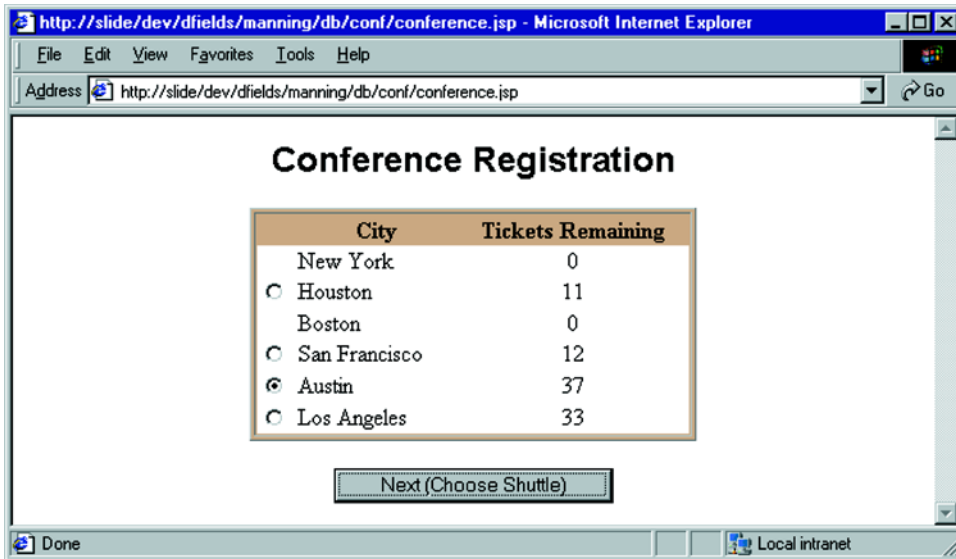 http://slide/dev/dfields/manning/db/conf/conference.jsp - Microsoft Internet Explorer
File Edit View Favorites Tools Help
Address http://slide/dev/dfields/manning/db/conf/conference.jsp Go
Conference Registration
City Tickets Remaining
New York 0
Houston 11
Boston 0
San Francisco 12
Austin 37
Los Angeles 33
Next (Choose Shuttle)
Done Local intranet